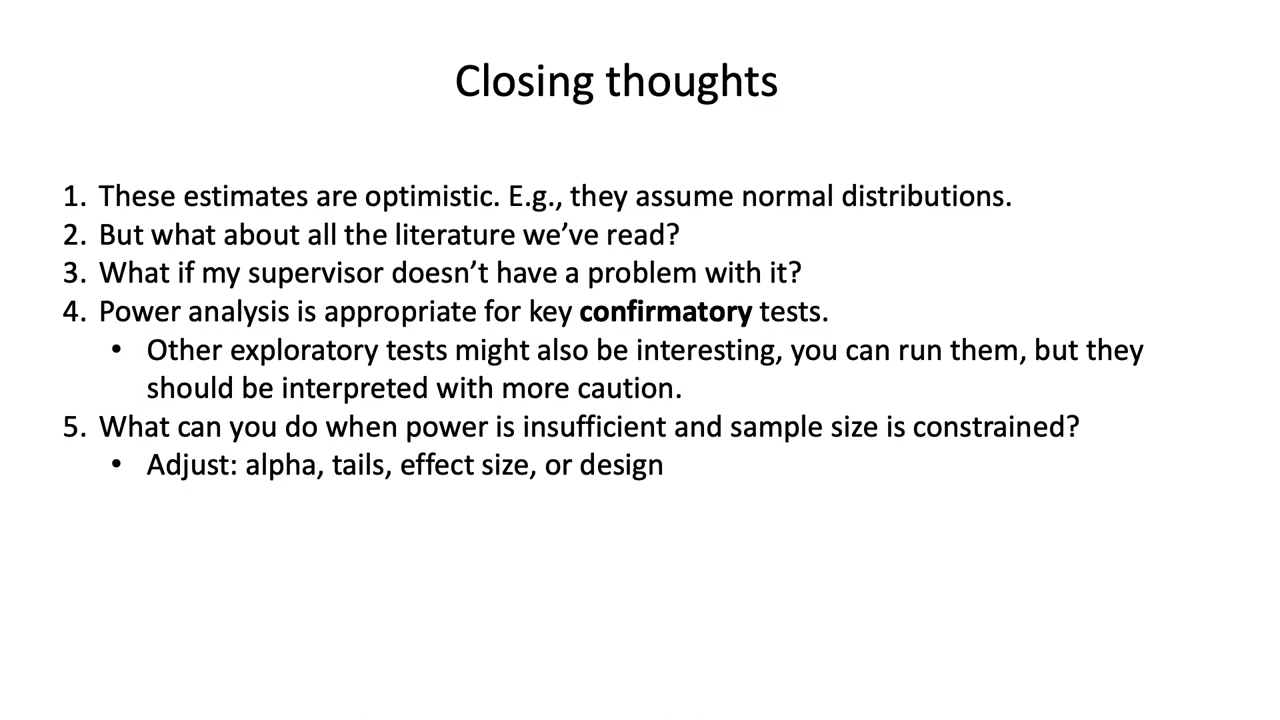 Closing thoughts
1. These estimates are optimistic. E.g., they assume normal distributions.
2. But what about all the literature we’ve read?
3. What if my supervisor doesn’t have a problem with it?
4. Power analysis is appropriate for key confirmatory tests.
• Other exploratory tests might also be interesting, you can run them, but they
should be interpreted with more caution.
5. What can you do when power is insufficient and sample size is constrained?
• Adjust: alpha, tails, effect size, or design